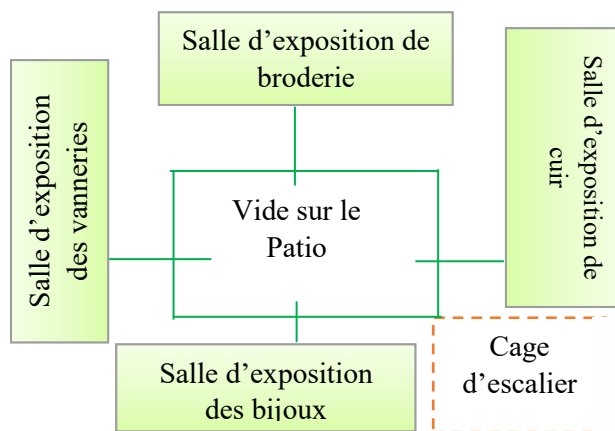 Salle d’exposition de
broderie
Salle d’exposition
des vanneries
Vide sur le
Patio
Salle d’exposition de
cuir
Salle d’exposition
des bijoux
Cage
d’escalier